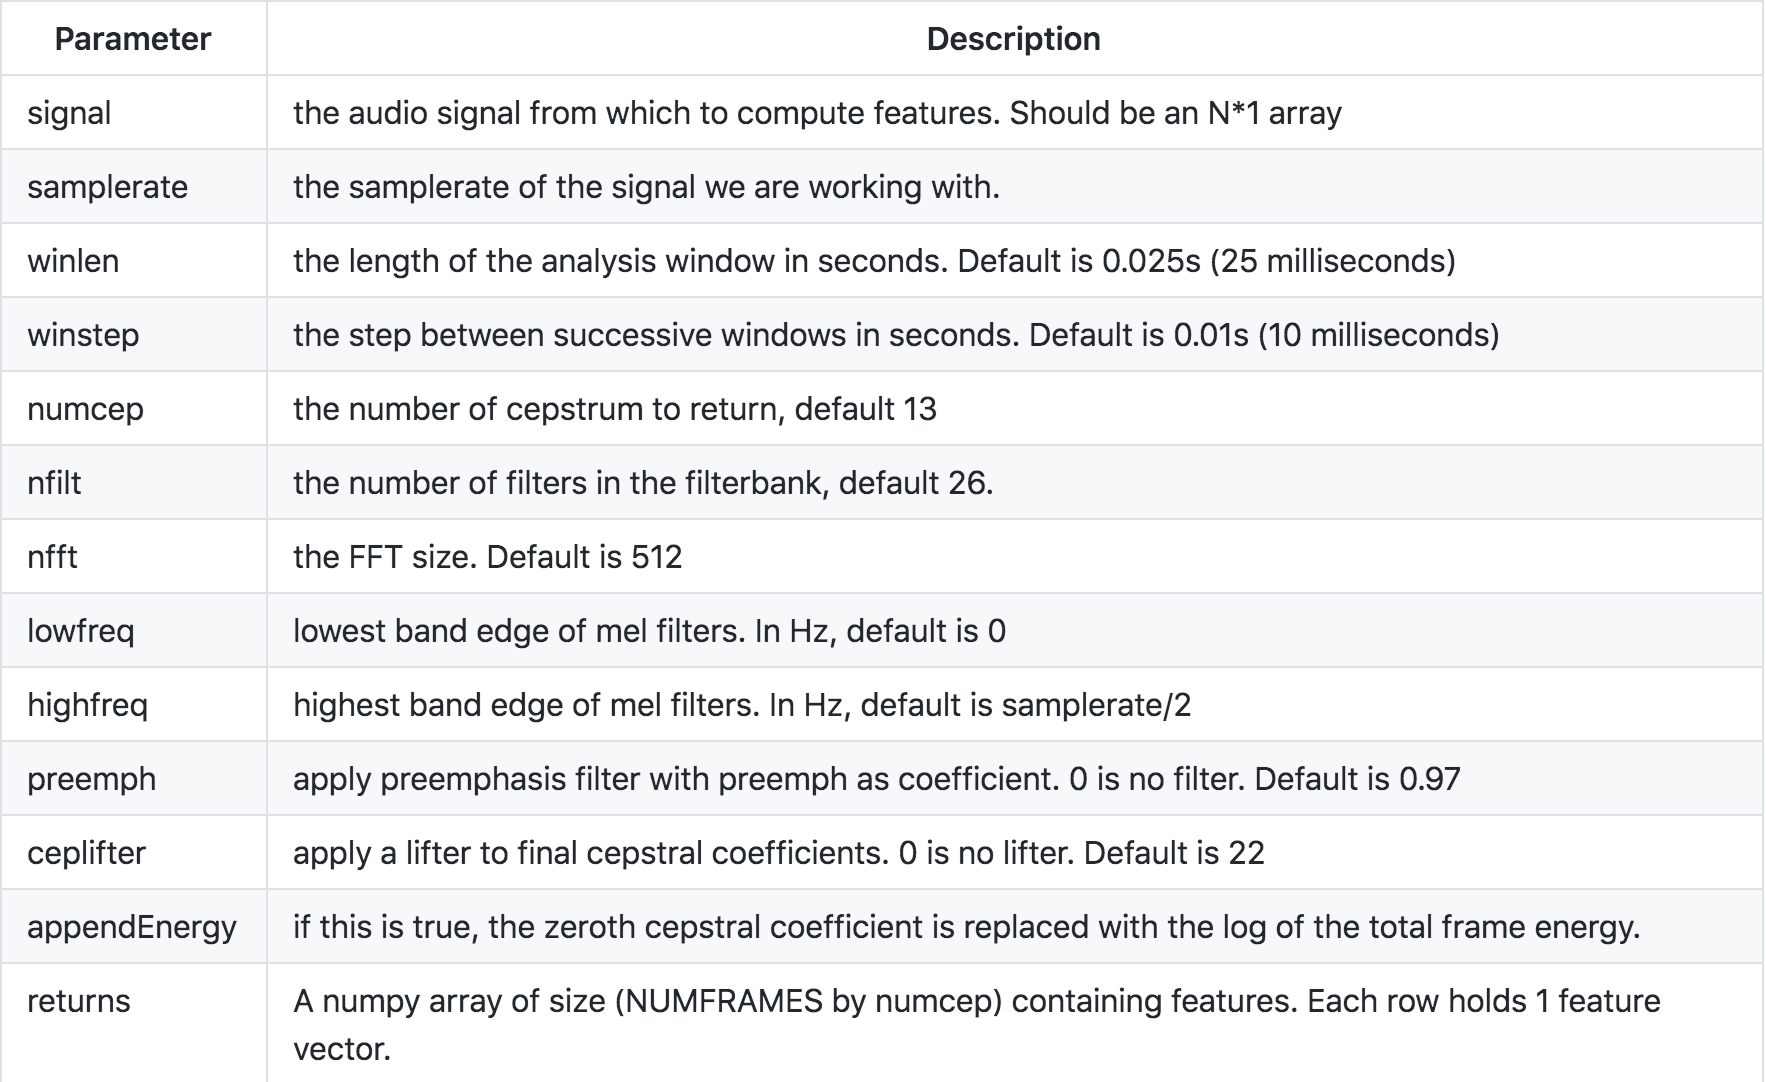 Parameter Description
signal the audio signal from which to compute features. Should be an N*1 array
samplerate the samplerate of the signal we are working with.
winlen the length of the analysis window in seconds. Default is 0.025s (25 milliseconds)
winstep the step between successive windows in seconds. Default is 0.01s (10 milliseconds)
numcep the number of cepstrum to return, default 13
nfilt the number of filters in the filterbank, default 26.
nfft the FFT size. Default is 512
lowfreq lowest band edge of mel filters. In Hz, default is 0
highfreq highest band edge of mel filters. In Hz, default is samplerate/2
preemph apply preemphasis filter with preemph as coefficient. 0 is no filter. Default is 0.97
ceplifter apply a lifter to final cepstral coefficients. 0 is no lifter. Default is 22
appendEnergy if this is true, the zeroth cepstral coefficient is replaced with the log of the total frame energy.
returns A numpy array of size (NUMFRAMES by numcep) containing features. Each row holds 1 feature
vector.